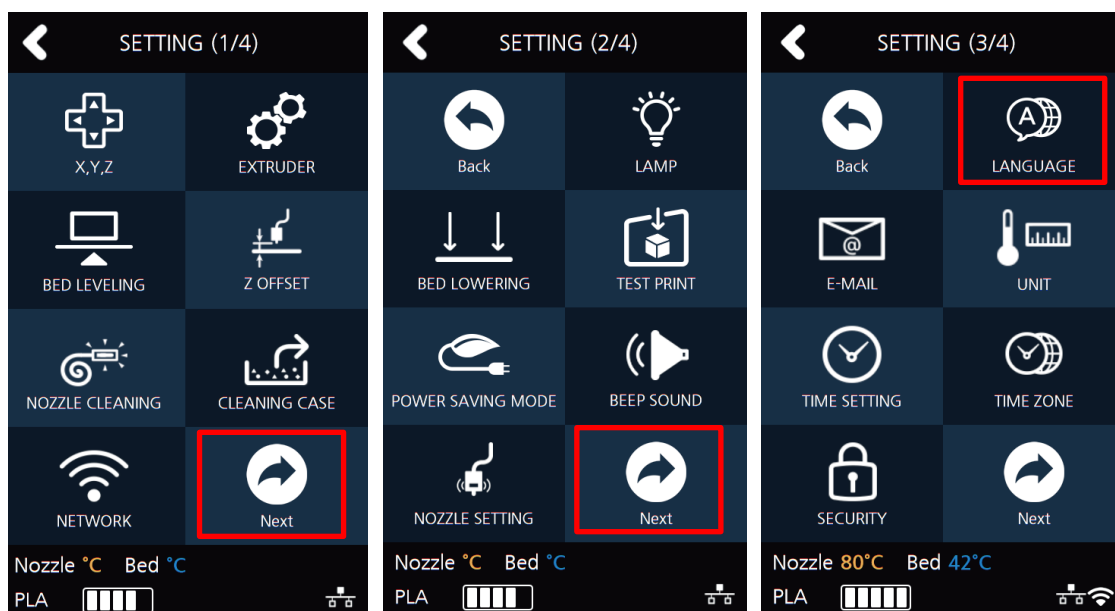 SETTING (1/4)
X,Y,Z
EXTRUDER
BED LEVELING
Z OFFSET
NOZZLE CLEANING
CLEANING CASE
NETWORK
Next
Nozzle °C Bed °C
PLA
SETTING (2/4)
Back
LAMP
BED LOWERING
TEST PRINT
POWER SAVING MODE
BEEP SOUND
NOZZLE SETTING
Next
Nozzle °C Bed °C
PLA
SETTING (3/4)
Back
A
LANGUAGE
@
E-MAIL
UNIT
TIME SETTING
TIME ZONE
SECURITY
Next
Nozzle 80°C Bed 42°C
PLA